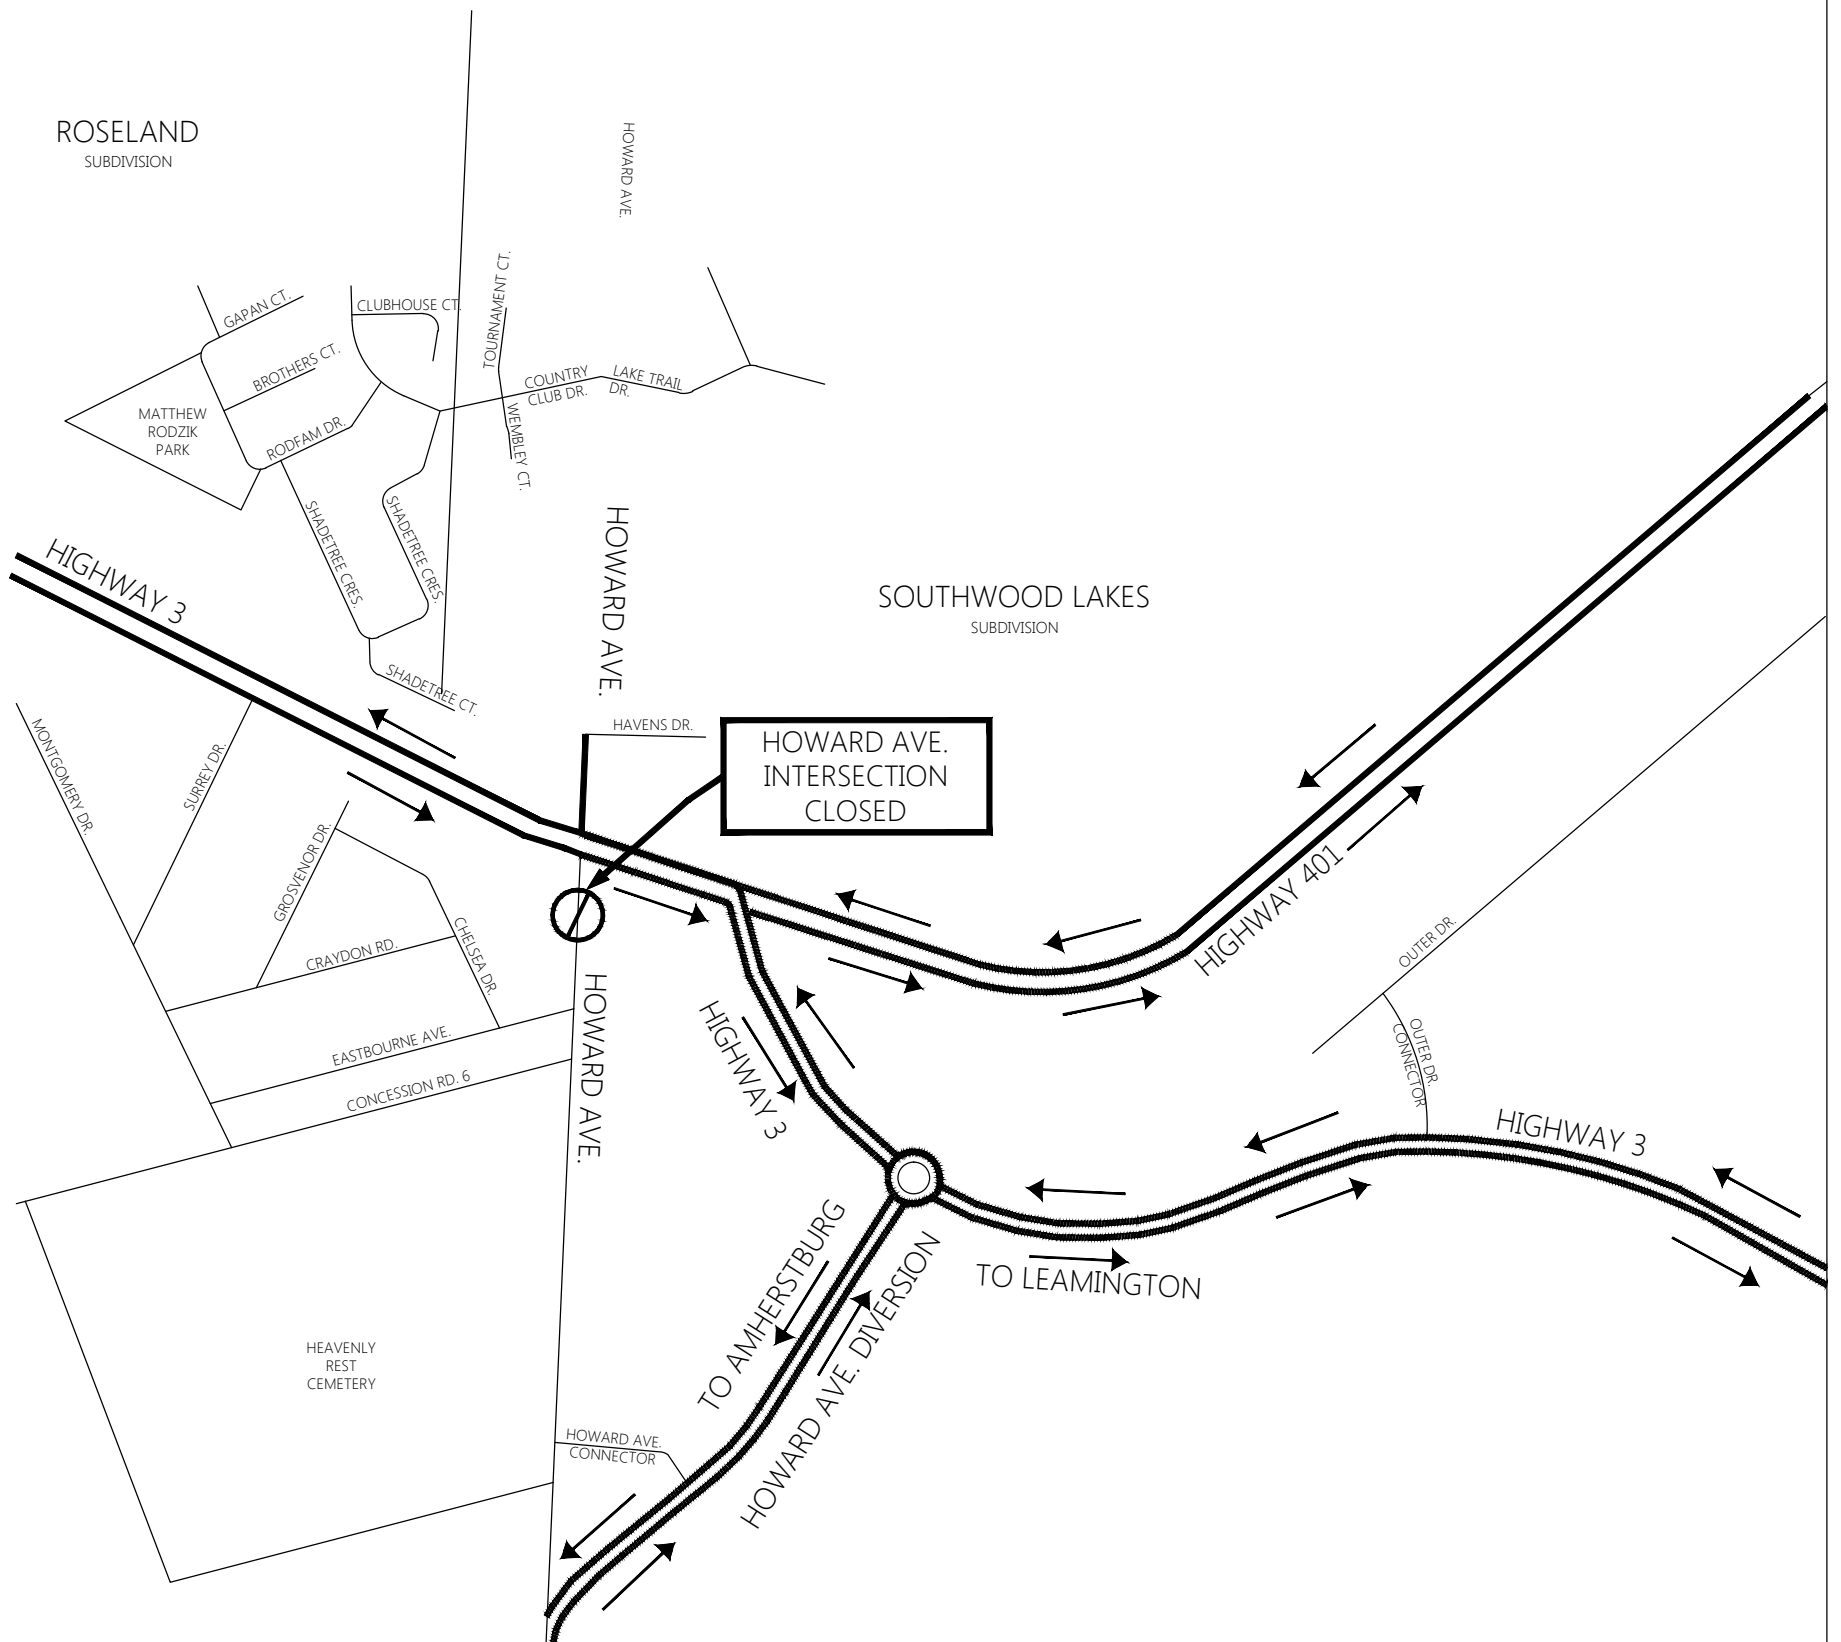 ROSELAND
SUBDIVISION
HOWARD AVE.
GAPAN CT.
CLUBHOUSE CT.
TOURNAMENT CT.
BROTHERS CT.
COUNTRY
CLUB DR.
LAKE TRAIL
DR.
MATTHEW
RODZIK
PARK
RODFAM DR.
WEMBLEY CT.
SHADETREE CRES.
SHADETREE CRES.
HIGHWAY 3
HOWARD AVE.
SOUTHWOOD LAKES
SUBDIVISION
SHADETREE CT.
HAVENS DR.
MONTGOMERY DR.
SURREY DR.
HOWARD AVE.
INTERSECTION
CLOSED
GROSVENOR DR.
HIGHWAY 401
CRAYDON RD.
CHELSEA DR.
OUTER DR.
HOWARD AVE.
HIGHWAY 3
EASTBOURNE AVE.
CONCESSION RD. 6
OUTER DR.
CONNECTOR
HIGHWAY 3
TO AMHERSTBURG
HOWARD AVE. DIVERSION
TO LEAMINGTON
HEAVENLY
REST
CEMETERY
HOWARD AVE.
CONNECTOR